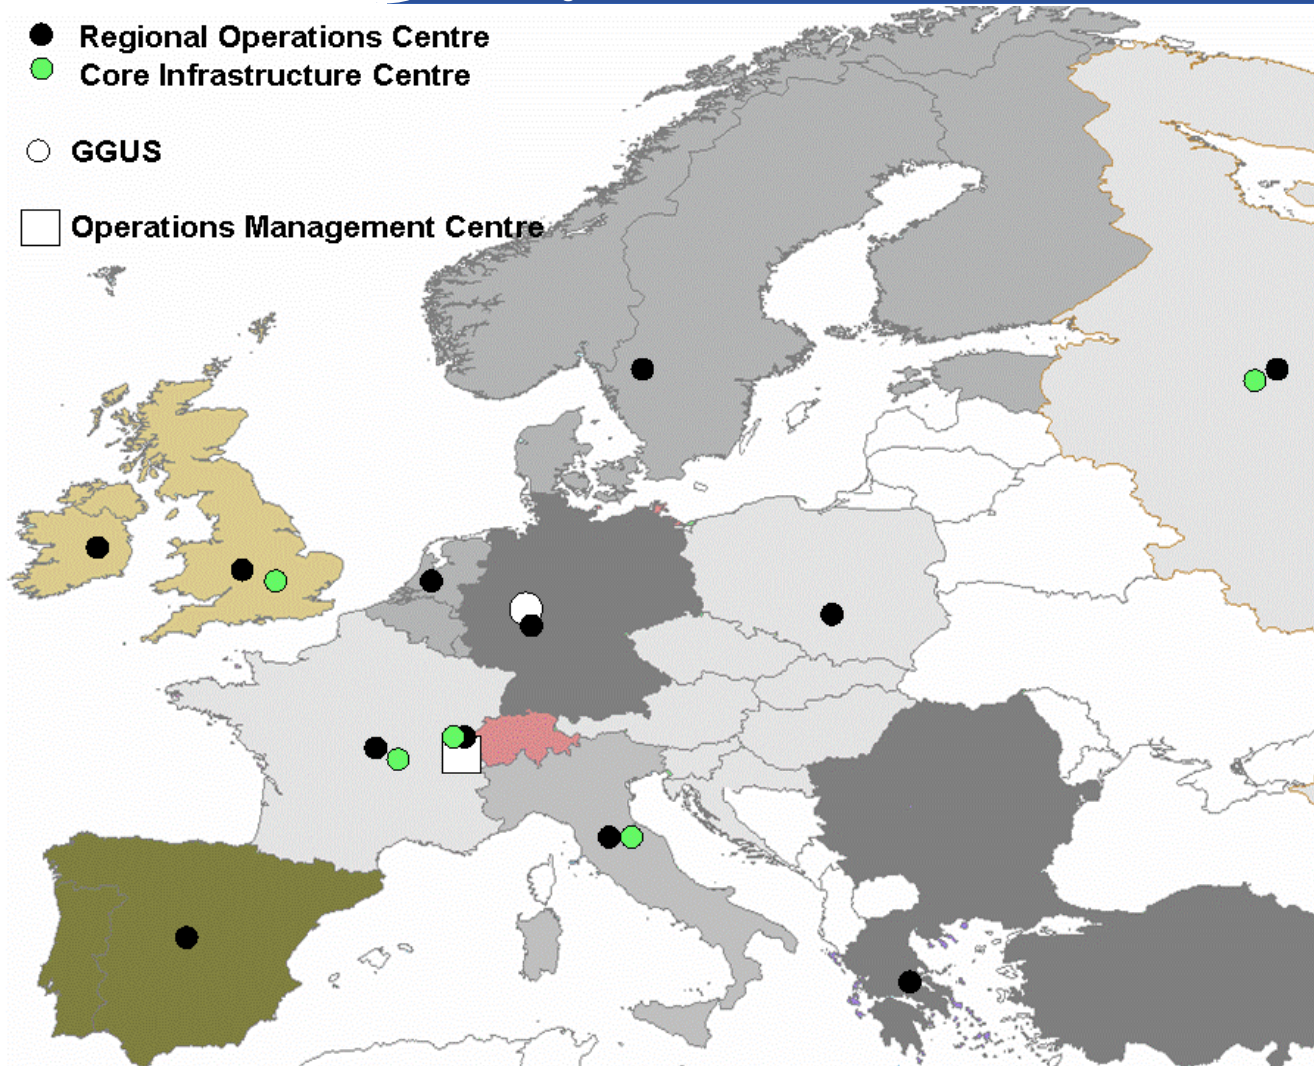 Regional Operations Centre
Core Infrastructure Centre
GGUS
Operations Management Centre